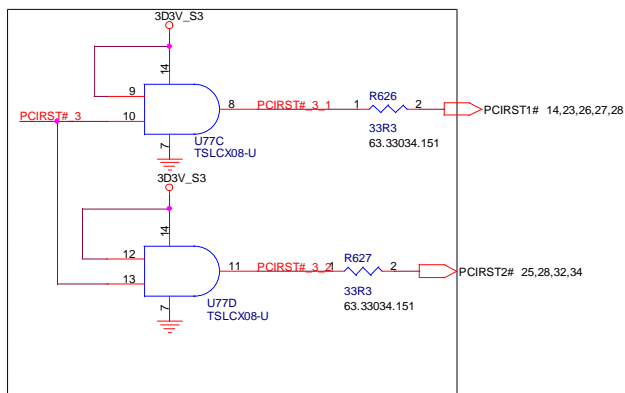 3D3V_S3
14
9
PCIRST#_3
10
8
PCIRST#_3_1
1
R626
2
PCIRST1# 14,23,26,27,28
33R3
63.33034.151
7
U77C
TSLCX08-U
3D3V_S3
14
12
13
11
PCIRST#_3_2
1
R627
2
PCIRST2# 25,28,32,34
33R3
63.33034.151
7
U77D
TSLCX08-U